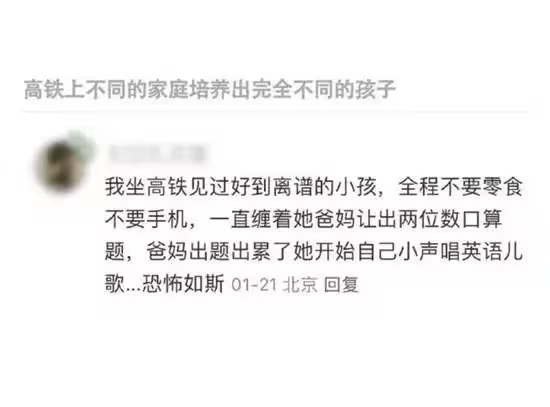 高铁上不同的家庭培养出完全不同的孩子
我坐高铁见过好到离谱的小孩，全程不要零食
不要手机，一直缠着她爸妈让出两位数口算
题，爸妈出题出累了她开始自己小声唱英语儿
歌...恐怖如斯 01-21 北京 回复